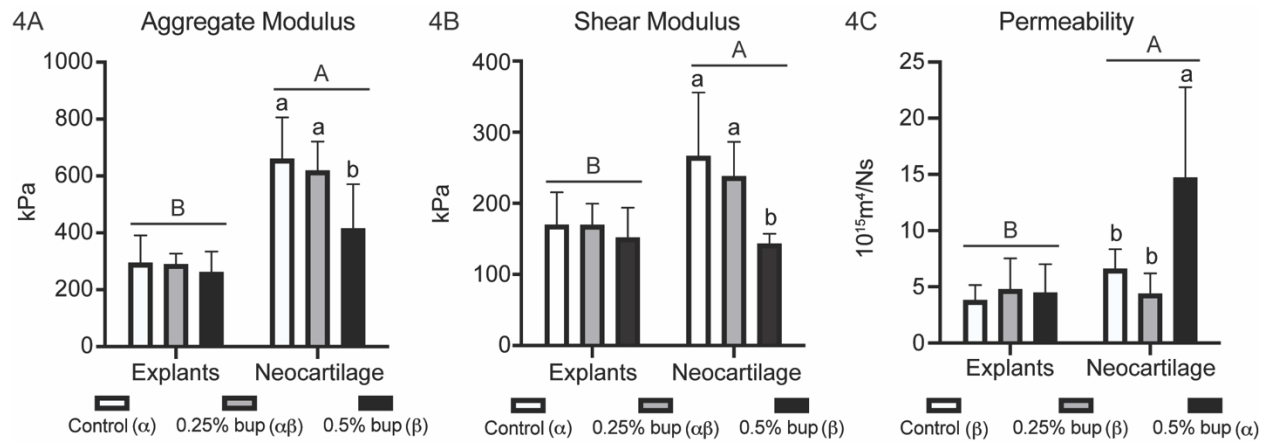 4A Aggregate Modulus
1000
800
600
400
200
0
kPa
B
A
a
a
b
Explants Neocartilage
Control (α) 0.25% bup (αβ) 0.5% bup (β)
4B Shear Modulus
400
300
200
100
0
kPa
B
A
a
a
b
Explants Neocartilage
Control (α) 0.25% bup (αβ) 0.5% bup (β)
4C Permeability
25
20
15
10
5
0
10¹⁵m⁴/Ns
B
A
b
b
a
Explants Neocartilage
Control (β) 0.25% bup (β) 0.5% bup (α)